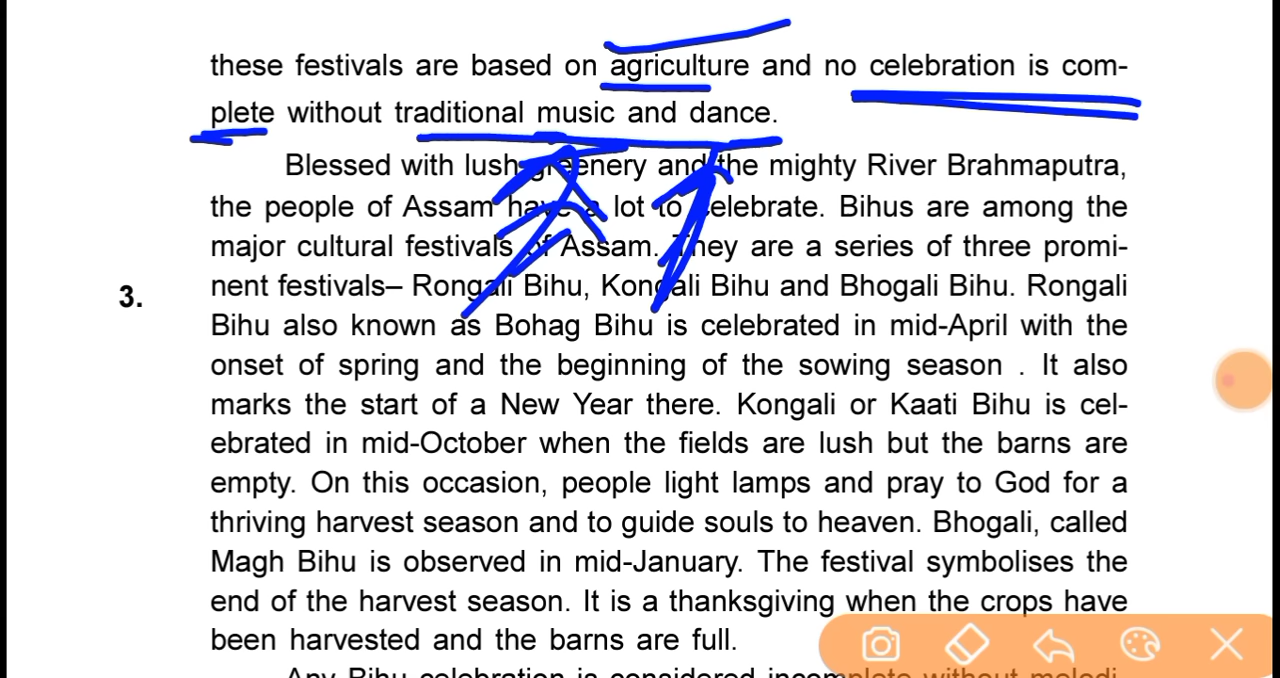 these festivals are based on agriculture and no celebration is com-
plete without traditional music and dance.
Blessed with lush greenery and the mighty River Brahmaputra,
the people of Assam have a lot to celebrate. Bihus are among the
major cultural festivals of Assam. They are a series of three promi-
3. nent festivals– Rongali Bihu, Kongali Bihu and Bhogali Bihu. Rongali
Bihu also known as Bohag Bihu is celebrated in mid-April with the
onset of spring and the beginning of the sowing season . It also
marks the start of a New Year there. Kongali or Kaati Bihu is cel-
ebrated in mid-October when the fields are lush but the barns are
empty. On this occasion, people light lamps and pray to God for a
thriving harvest season and to guide souls to heaven. Bhogali, called
Magh Bihu is observed in mid-January. The festival symbolises the
end of the harvest season. It is a thanksgiving when the crops have
been harvested and the barns are full.
Any Bihu celebration is considered incomplete without melodi-